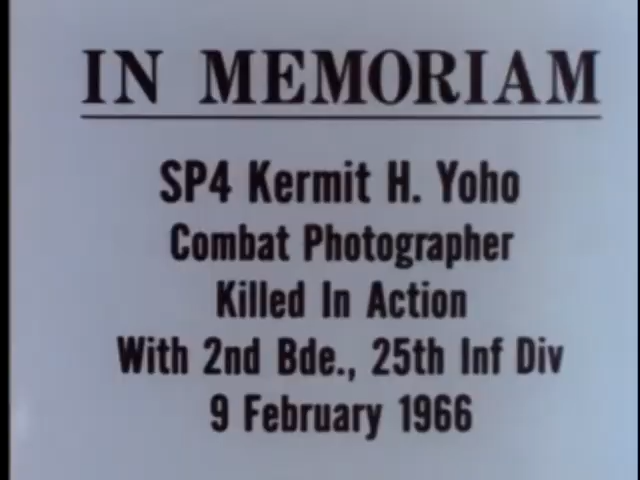 IN MEMORIAM
SP4 Kermit H. Yoho
Combat Photographer
Killed In Action
With 2nd Bde., 25th Inf Div
9 February 1966